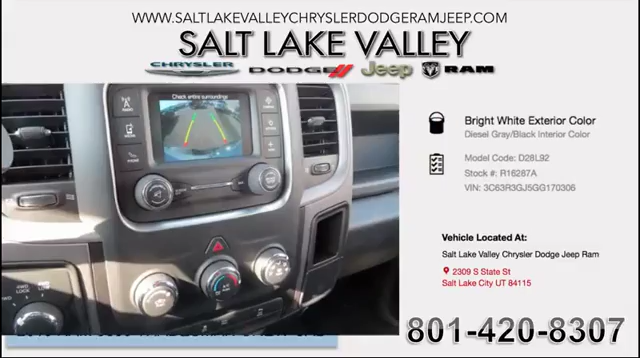 WWW.SALTLAKEVALLEYCHRYSLERDODGERAMJEEP.COM
SALT LAKE VALLEY
CHRYSLER DODGE Jeep RAM
Check entire surroundings
Bright White Exterior Color
Diesel Gray/Black Interior Color
Model Code: D28L92
Stock #: R16287A
VIN: 3C63R3GJ5GG170306
Vehicle Located At:
Salt Lake Valley Chrysler Dodge Jeep Ram
2309 S State St
Salt Lake City UT 84115
4WD
LOCK
801-420-8307